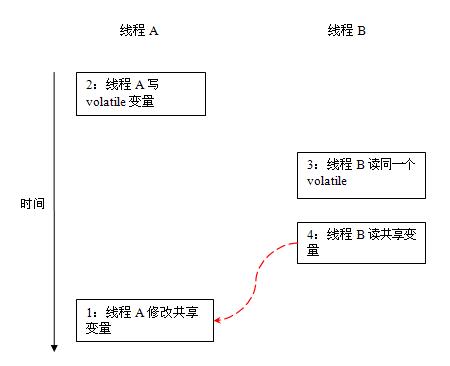 线程 A
线程 B
2：线程 A 写
volatile 变量
3：线程 B 读同一个
volatile
时间
4：线程 B 读共享变
量
1：线程 A 修改共享
变量